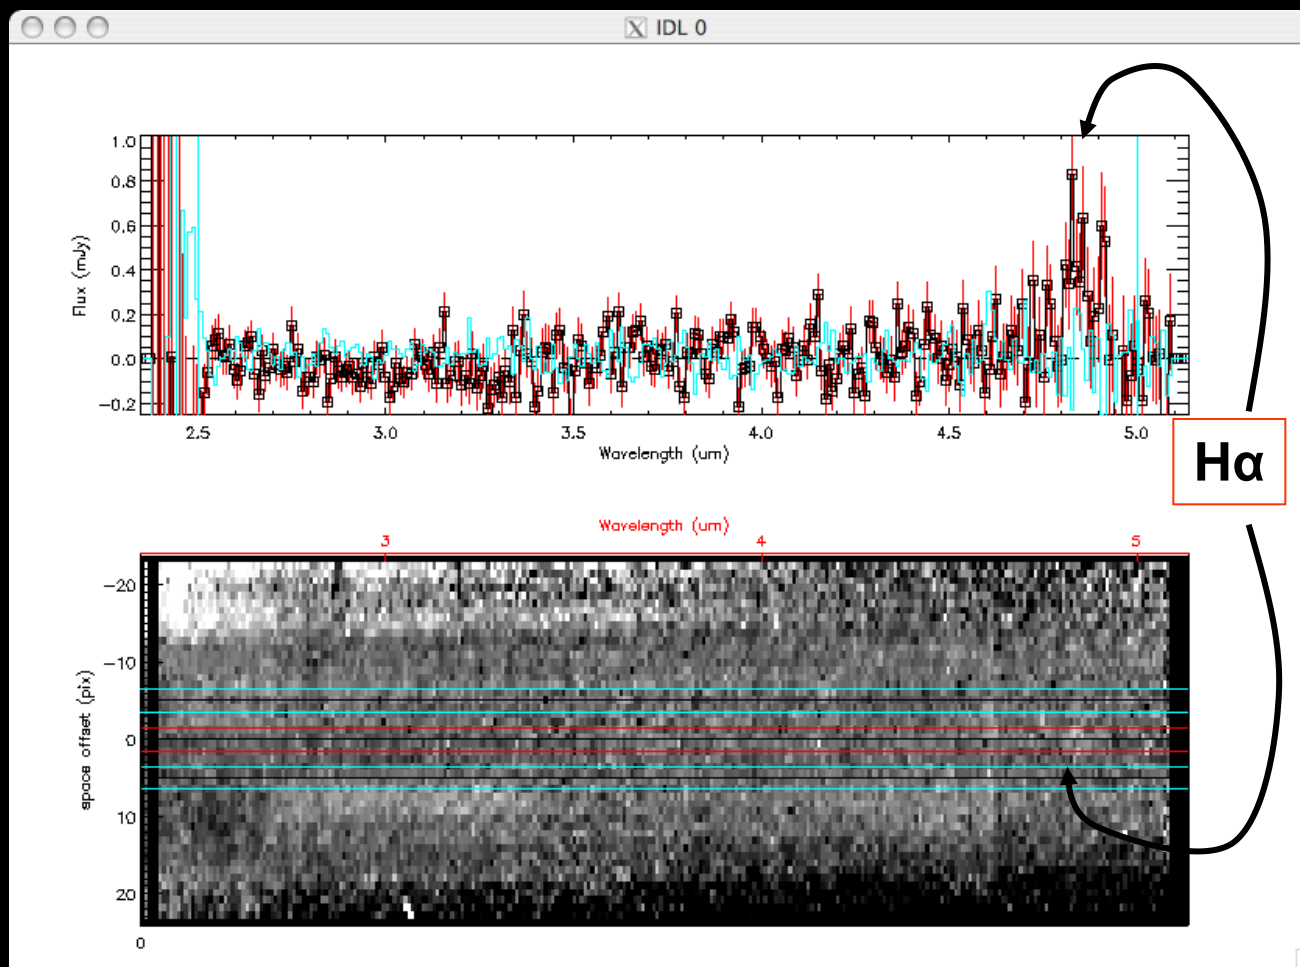 IDL 0
1.0
0.8
0.6
0.4
0.2
0.0
-0.2
Flux (mJy)
2.5 3.0 3.5 4.0 4.5 5.0
Wavelength (um)
Hα
Wavelength (um)
3 4 5
-20
-10
0
10
20
space offset (pix)
0